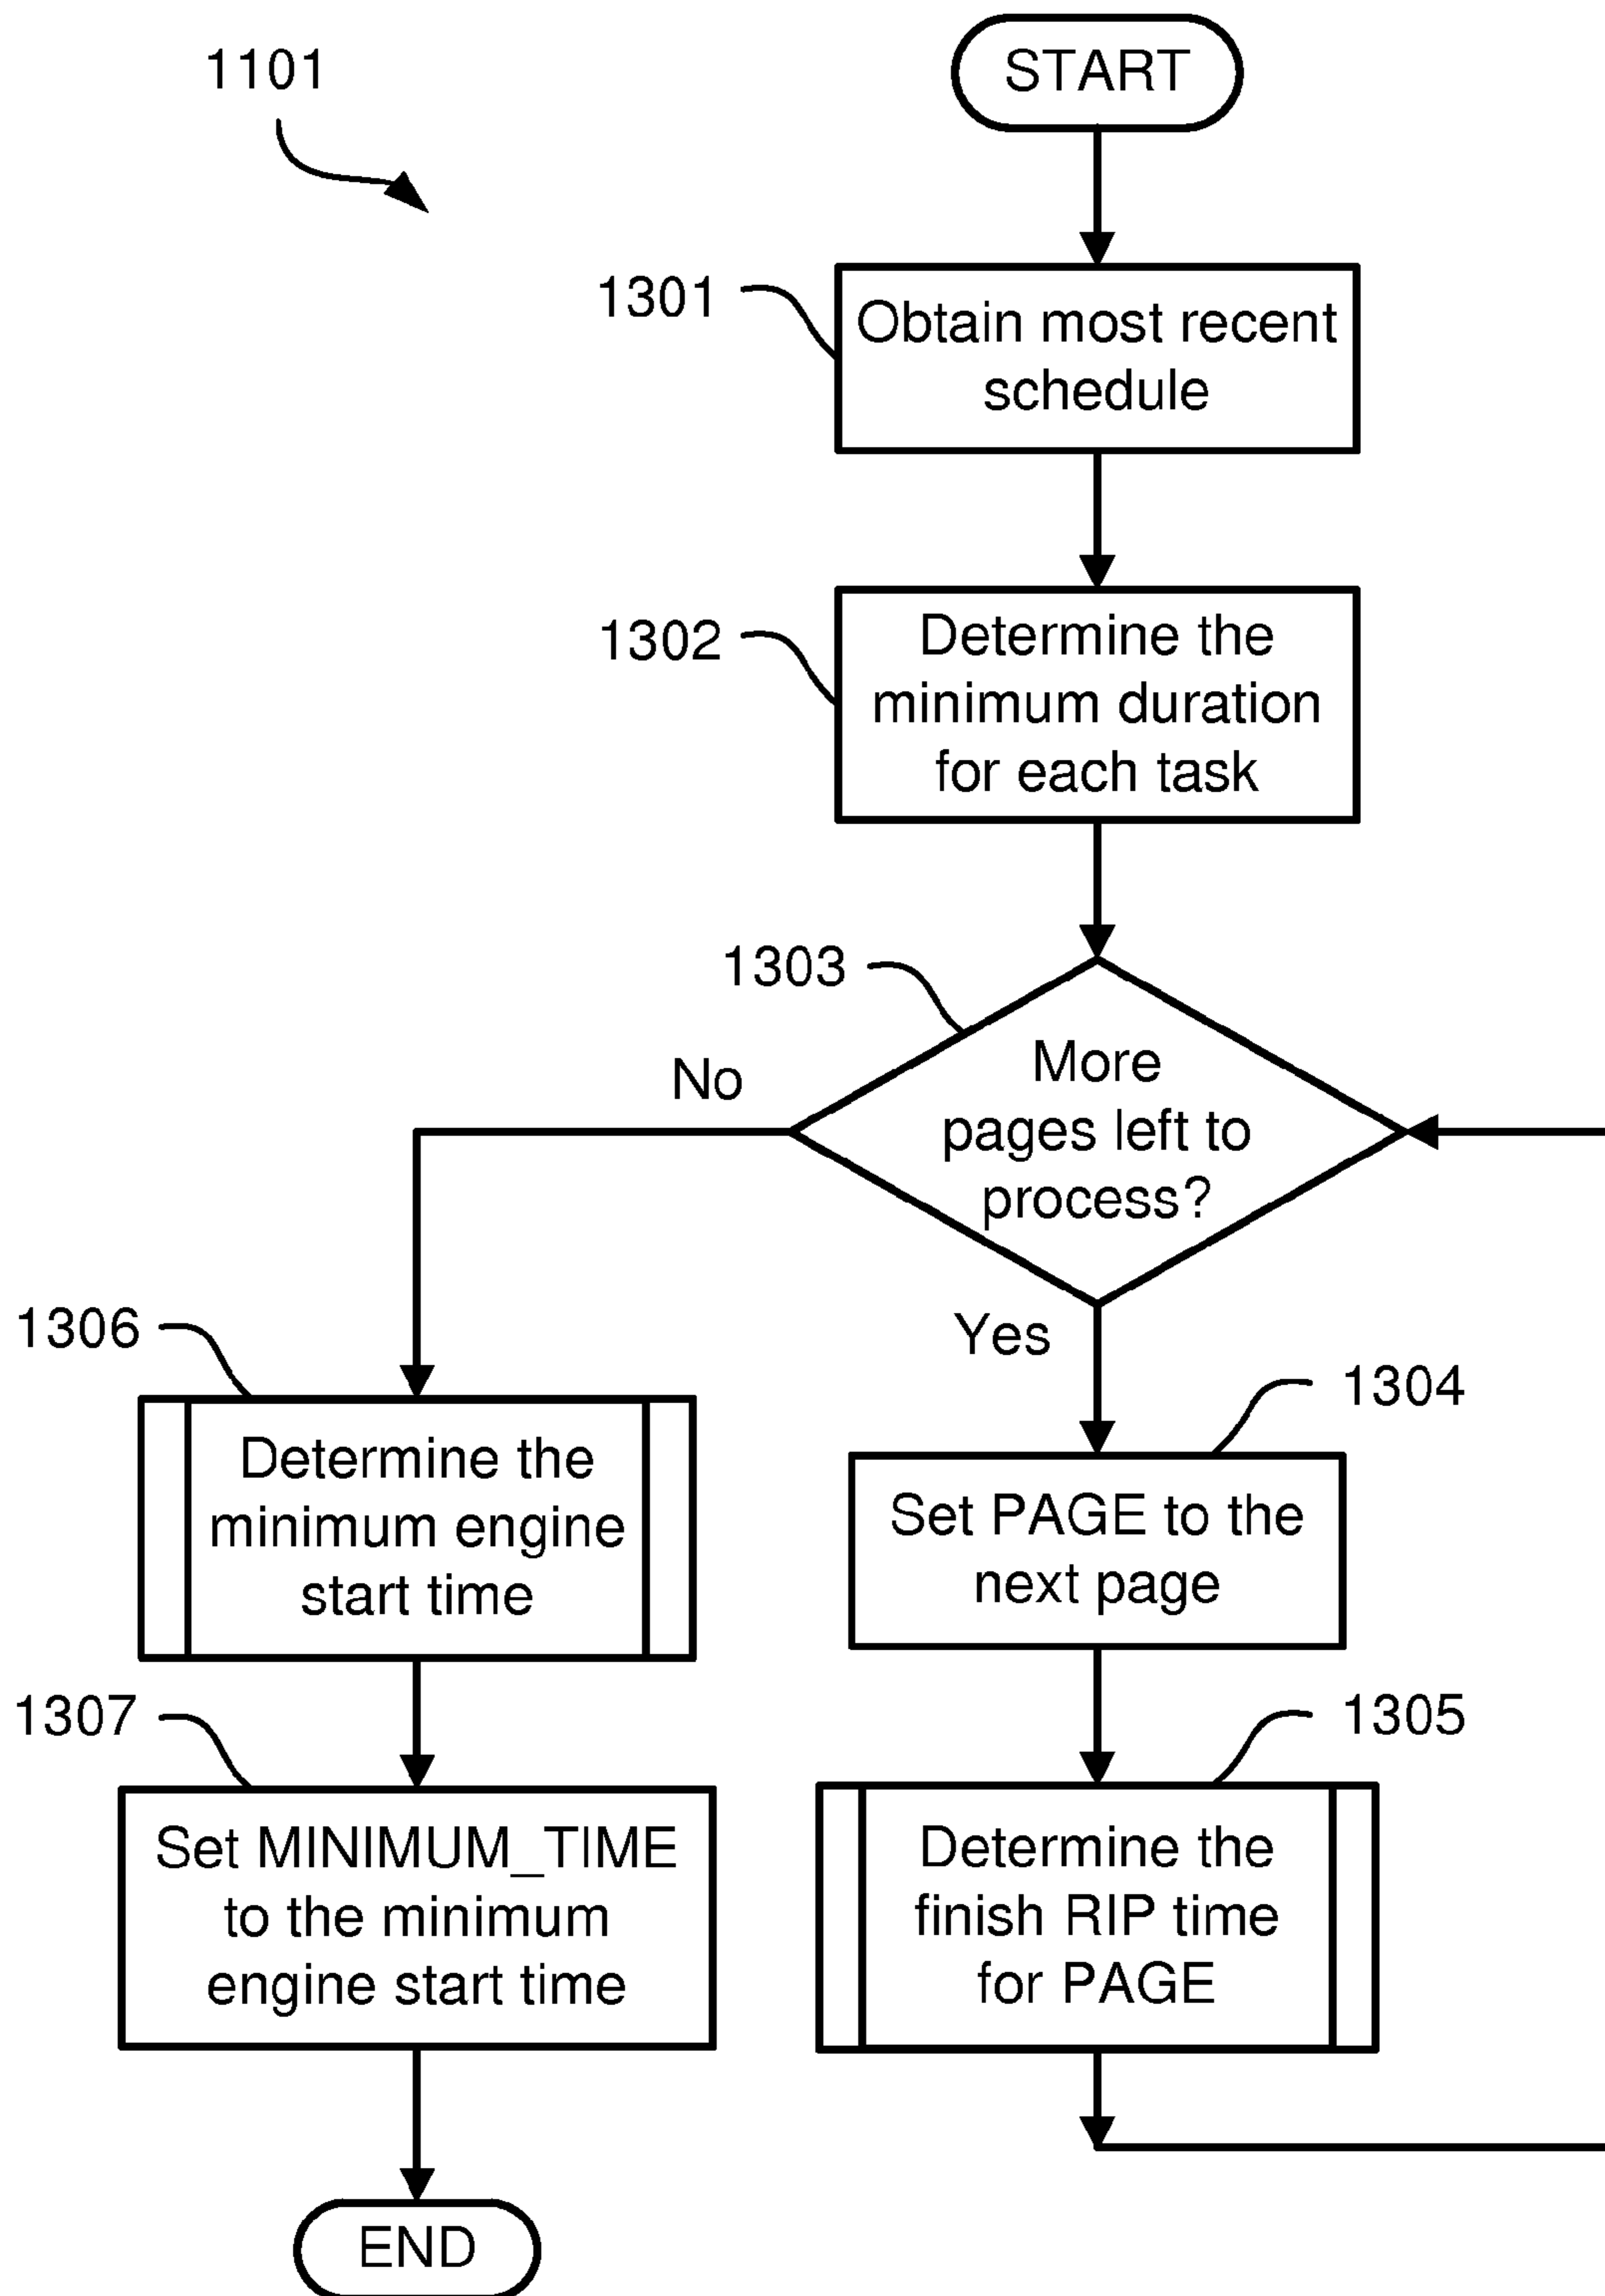 1101
START
1301
Obtain most recent
schedule
1302
Determine the
minimum duration
for each task
1303
More
pages left to
process?
No
Yes
1306
Determine the
minimum engine
start time
1304
Set PAGE to the
next page
1307
Set MINIMUM_TIME
to the minimum
engine start time
1305
Determine the
finish RIP time
for PAGE
END